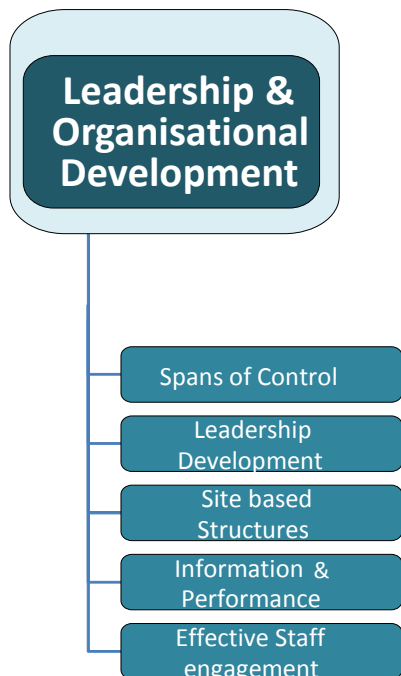 Leadership &
Organisational
Development
Spans of Control
Leadership
Development
Site based
Structures
Information &
Performance
Effective Staff
engagement